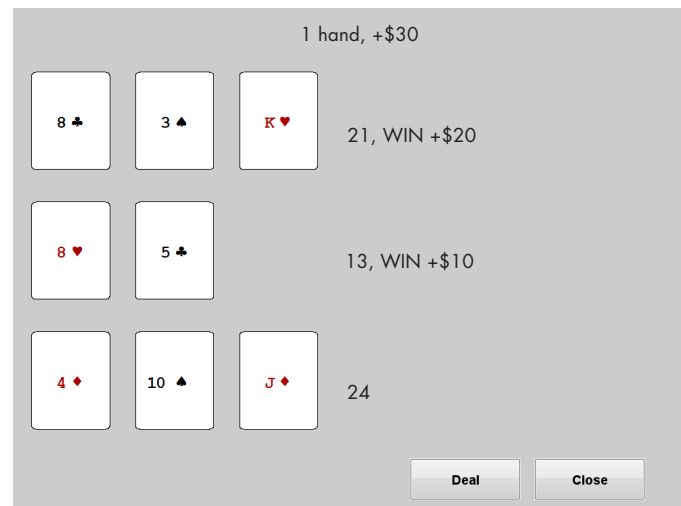 1 hand, +$30
8 ♣ 3 ♠ K ♥ 21, WIN +$20
8 ♥ 5 ♣ 13, WIN +$10
4 ♦ 10 ♠ J ♦ 24
Deal Close